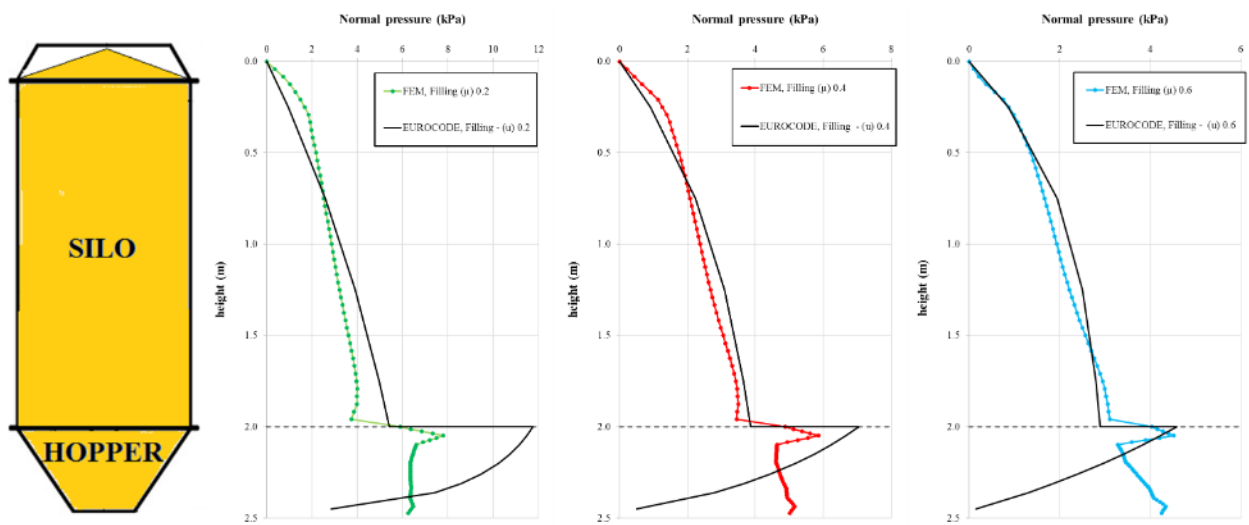 SILO
HOPPER
Normal pressure (kPa)
0 2 4 6 8 10 12
height (m)
0.0
0.5
1.0
1.5
2.0
2.5
FEM, Filling (μ) 0.2
EUROCODE, Filling - (u) 0.2
Normal pressure (kPa)
0 2 4 6 8
height (m)
0.0
0.5
1.0
1.5
2.0
2.5
FEM, Filling (μ) 0.4
EUROCODE, Filling - (u) 0.4
Normal pressure (kPa)
0 2 4 6
height (m)
0.0
0.5
1.0
1.5
2.0
2.5
FEM, Filling (μ) 0.6
EUROCODE, Filling - (u) 0.6